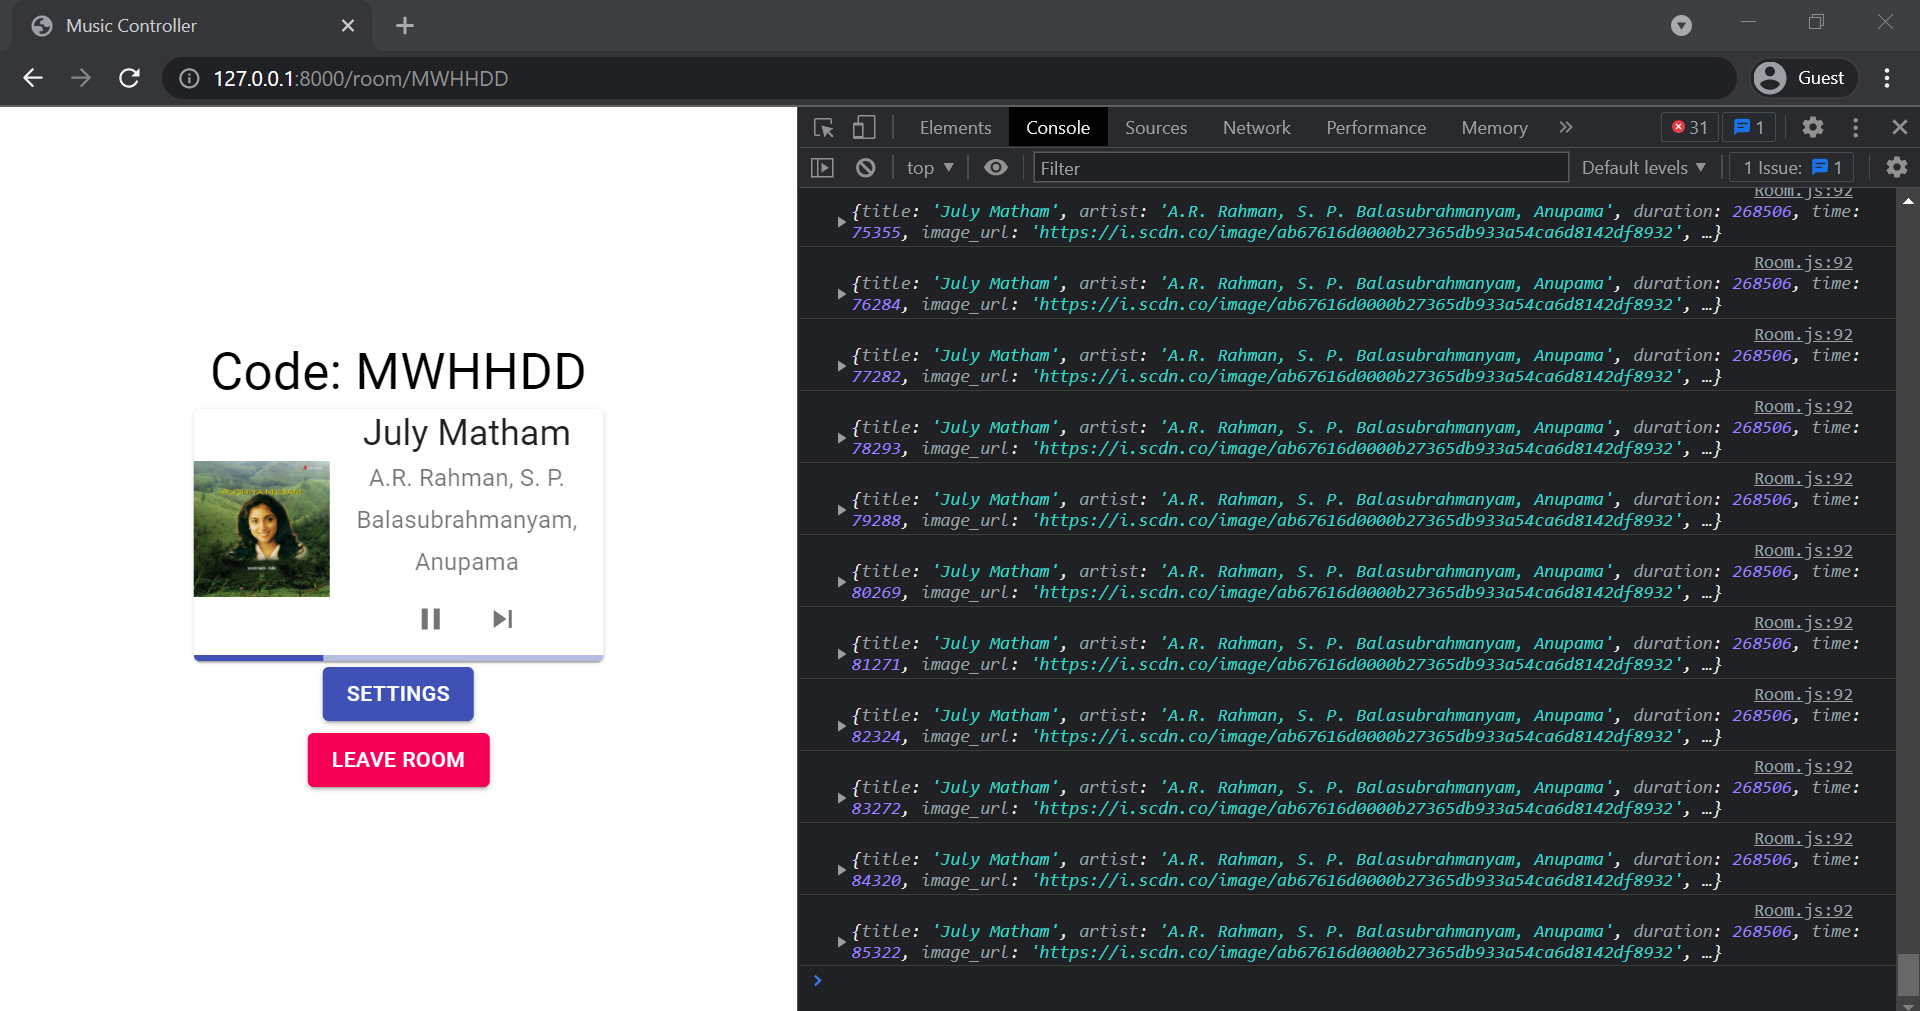 Music Controller
127.0.0.1:8000/room/MWHHDD
Guest
Code: MWHHDD
July Matham
A.R. Rahman, S. P.
Balasubrahmanyam,
Anupama
SETTINGS
LEAVE ROOM
Elements Console Sources Network Performance Memory » 31 1
top Filter Default levels 1 Issue: 1
Room.js:92
{title: 'July Matham', artist: 'A.R. Rahman, S. P. Balasubrahmanyam, Anupama', duration: 268506, time:
75355, image_url: 'https://i.scdn.co/image/ab67616d0000b27365db933a54ca6d8142df8932', …}
Room.js:92
{title: 'July Matham', artist: 'A.R. Rahman, S. P. Balasubrahmanyam, Anupama', duration: 268506, time:
76284, image_url: 'https://i.scdn.co/image/ab67616d0000b27365db933a54ca6d8142df8932', …}
Room.js:92
{title: 'July Matham', artist: 'A.R. Rahman, S. P. Balasubrahmanyam, Anupama', duration: 268506, time:
77282, image_url: 'https://i.scdn.co/image/ab67616d0000b27365db933a54ca6d8142df8932', …}
Room.js:92
{title: 'July Matham', artist: 'A.R. Rahman, S. P. Balasubrahmanyam, Anupama', duration: 268506, time:
78293, image_url: 'https://i.scdn.co/image/ab67616d0000b27365db933a54ca6d8142df8932', …}
Room.js:92
{title: 'July Matham', artist: 'A.R. Rahman, S. P. Balasubrahmanyam, Anupama', duration: 268506, time:
79288, image_url: 'https://i.scdn.co/image/ab67616d0000b27365db933a54ca6d8142df8932', …}
Room.js:92
{title: 'July Matham', artist: 'A.R. Rahman, S. P. Balasubrahmanyam, Anupama', duration: 268506, time:
80269, image_url: 'https://i.scdn.co/image/ab67616d0000b27365db933a54ca6d8142df8932', …}
Room.js:92
{title: 'July Matham', artist: 'A.R. Rahman, S. P. Balasubrahmanyam, Anupama', duration: 268506, time:
81271, image_url: 'https://i.scdn.co/image/ab67616d0000b27365db933a54ca6d8142df8932', …}
Room.js:92
{title: 'July Matham', artist: 'A.R. Rahman, S. P. Balasubrahmanyam, Anupama', duration: 268506, time:
82324, image_url: 'https://i.scdn.co/image/ab67616d0000b27365db933a54ca6d8142df8932', …}
Room.js:92
{title: 'July Matham', artist: 'A.R. Rahman, S. P. Balasubrahmanyam, Anupama', duration: 268506, time:
83272, image_url: 'https://i.scdn.co/image/ab67616d0000b27365db933a54ca6d8142df8932', …}
Room.js:92
{title: 'July Matham', artist: 'A.R. Rahman, S. P. Balasubrahmanyam, Anupama', duration: 268506, time:
84320, image_url: 'https://i.scdn.co/image/ab67616d0000b27365db933a54ca6d8142df8932', …}
Room.js:92
{title: 'July Matham', artist: 'A.R. Rahman, S. P. Balasubrahmanyam, Anupama', duration: 268506, time:
85322, image_url: 'https://i.scdn.co/image/ab67616d0000b27365db933a54ca6d8142df8932', …}